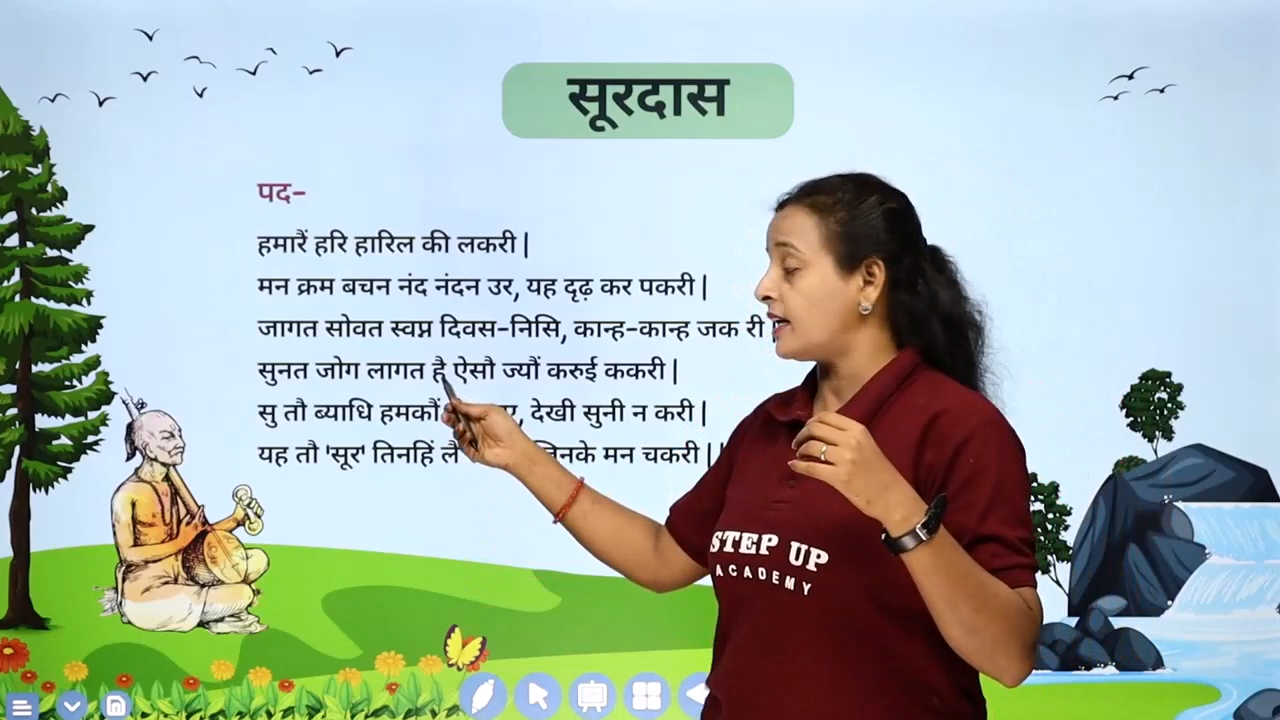 सूरदास
पद-
हमारैं हरि हारिल की लकरी |
मन क्रम बचन नंद नंदन उर, यह दृढ़ कर पकरी |
जागत सोवत स्वप्न दिवस-निसि, कान्ह-कान्ह जक री
सुनत जोग लागत है ऐसौ ज्यौं करुई ककरी |
सु तौ ब्याधि हमकौं देखी सुनी न करी |
यह तौ 'सूर' तिनहिं लै मन चकरी ||
STEP UP
ACADEMY